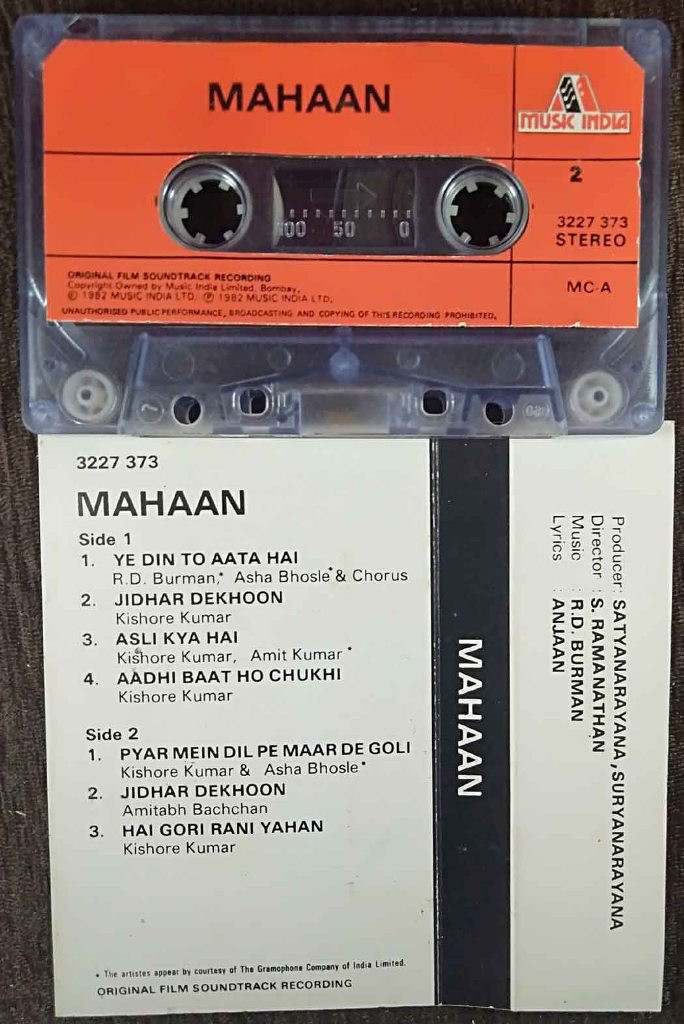 MAHAAN
MUSIC INDIA
2
3227 373
STEREO
MC-A
100 50 0
ORIGINAL FILM SOUNDTRACK RECORDING
Copyright Owned by Music India Limited, Bombay.
© 1982 MUSIC INDIA LTD. ℗ 1982 MUSIC INDIA LTD.
UNAUTHORISED PUBLIC PERFORMANCE, BROADCASTING AND COPYING OF THIS RECORDING PROHIBITED.
3227 373
MAHAAN
Side 1
1. YE DIN TO AATA HAI
R.D. Burman,* Asha Bhosle* & Chorus
2. JIDHAR DEKHOON
Kishore Kumar
3. ASLI KYA HAI
Kishore Kumar, Amit Kumar *
4. AADHI BAAT HO CHUKHI
Kishore Kumar
Side 2
1. PYAR MEIN DIL PE MAAR DE GOLI
Kishore Kumar & Asha Bhosle*
2. JIDHAR DEKHOON
Amitabh Bachchan
3. HAI GORI RANI YAHAN
Kishore Kumar
* The artistes appear by courtesy of The Gramophone Company of India Limited.
ORIGINAL FILM SOUNDTRACK RECORDING
MAHAAN
Producer : SATYANARAYANA, SURYANARAYANA
Director : S. RAMANATHAN
Music : R.D. BURMAN
Lyrics : ANJAAN